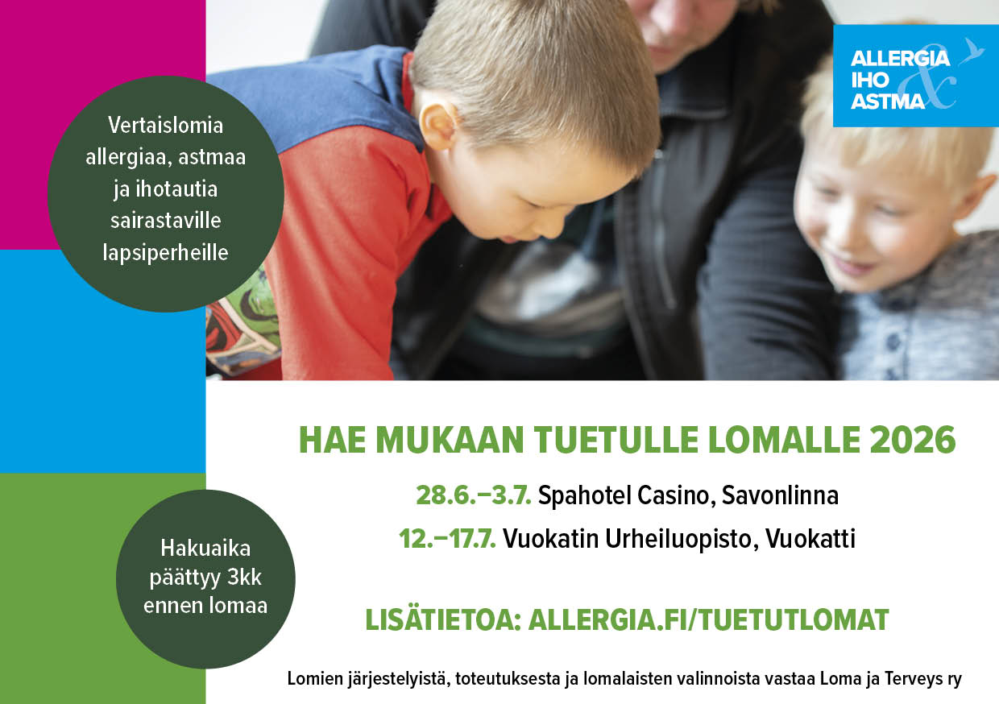 Vertaislomia
allergiaa, astmaa
ja ihotautia
sairastaville
lapsiperheille
ALLERGIA
IHO &
ASTMA
HAE MUKAAN TUETULLE LOMALLE 2026
28.6.–3.7. Spahotel Casino, Savonlinna
12.–17.7. Vuokatin Urheiluopisto, Vuokatti
Hakuaika
päättyy 3kk
ennen lomaa
LISÄTIETOA: ALLERGIA.FI/TUETUTLOMAT
Lomien järjestelyistä, toteutuksesta ja lomalaisten valinnoista vastaa Loma ja Terveys ry